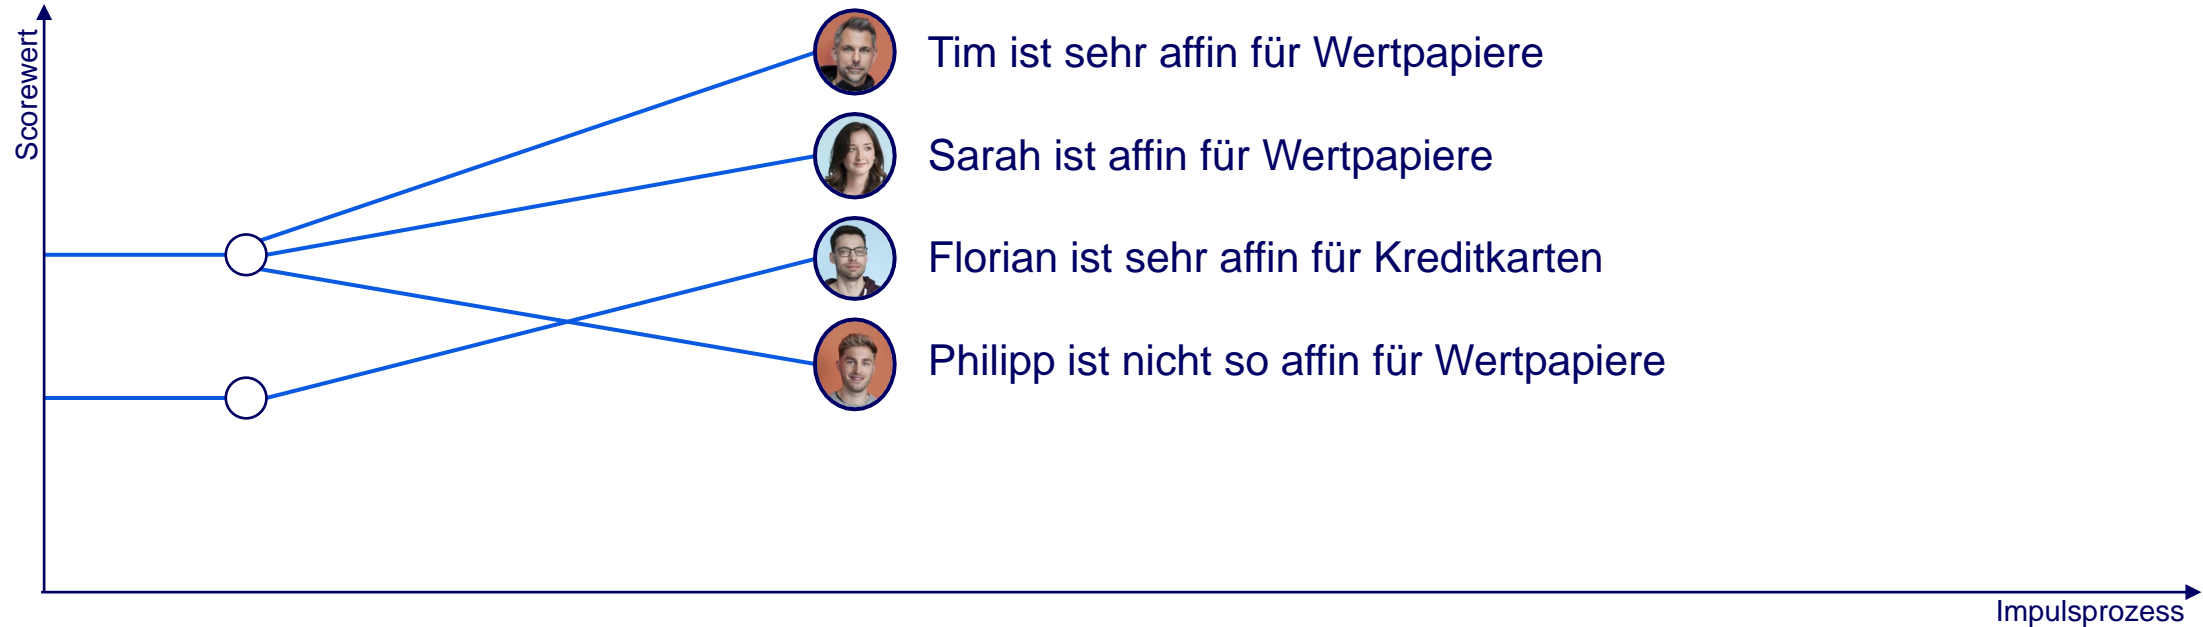 Scorewert
Tim ist sehr affin für Wertpapiere
Sarah ist affin für Wertpapiere
Florian ist sehr affin für Kreditkarten
Philipp ist nicht so affin für Wertpapiere
Impulsprozess